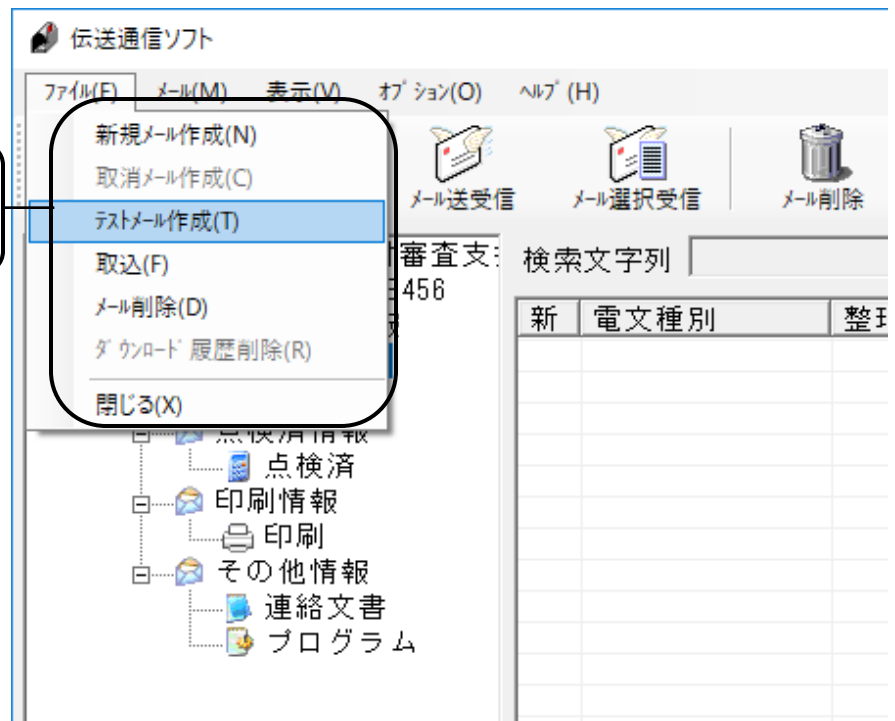 伝送通信ソフト
ファイル(F) メール(M) 表示(V) オプション(O) ヘルプ(H)
新規メール作成(N)
取消メール作成(C)
テストメール作成(T)
取込(F)
メール削除(D)
ダウンロード履歴削除(R)
閉じる(X)
メール送受信 メール選択受信 メール削除
審査支
456
検索文字列
新 電文種別 整理
点検済情報
点検済
印刷情報
印刷
その他情報
連絡文書
プログラム